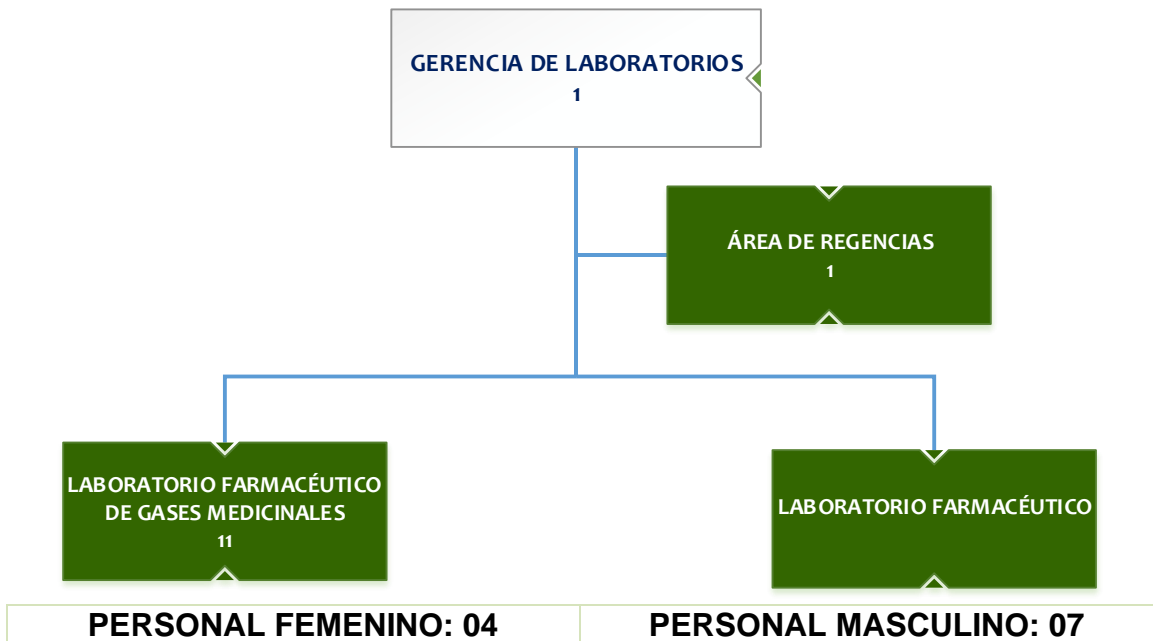 GERENCIA DE LABORATORIOS
1
ÁREA DE REGENCIAS
1
LABORATORIO FARMACÉUTICO
DE GASES MEDICINALES
11
LABORATORIO FARMACÉUTICO
PERSONAL FEMENINO: 04
PERSONAL MASCULINO: 07